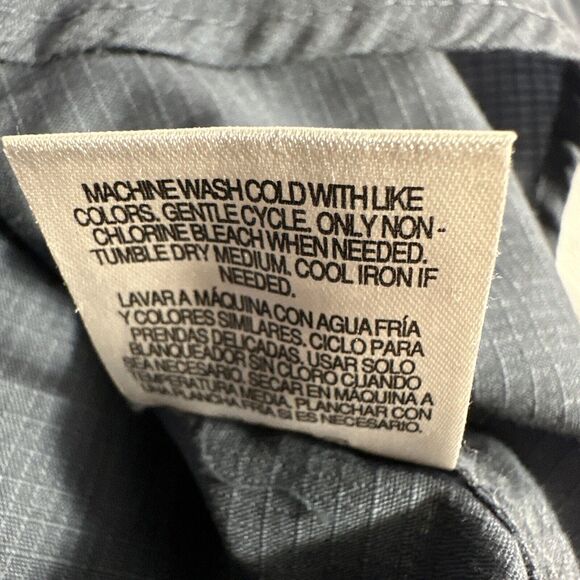 MACHINE WASH COLD WITH LIKE
COLORS. GENTLE CYCLE. ONLY NON-
CHLORINE BLEACH WHEN NEEDED.
TUMBLE DRY MEDIUM. COOL IRON IF
NEEDED.
LAVAR A MÁQUINA CON AGUA FRÍA
Y COLORES SIMILARES. CICLO PARA
PRENDAS DELICADAS. USAR SOLO
BLANQUEADOR SIN CLORO CUANDO
SEA NECESARIO. SECAR EN MÁQUINA A
TEMPERATURA MEDIA. PLANCHAR CON
PLANCHA FRÍA SI ES NECESARIO.